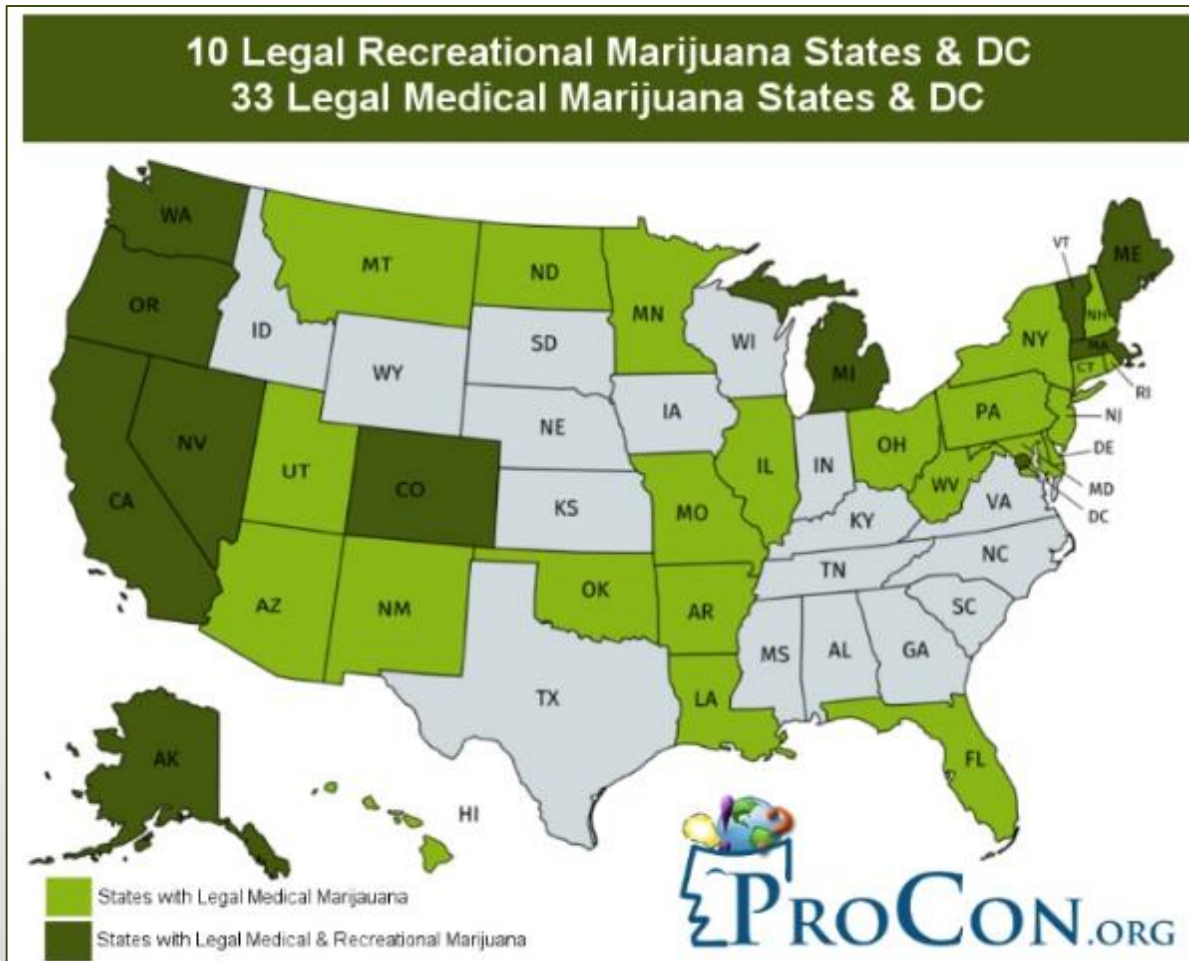 10 Legal Recreational Marijuana States & DC
33 Legal Medical Marijuana States & DC
WA
MT
ND
MN
VT
ME
OR
ID
SD
WI
NH
NY
MA
WY
MI
CT
RI
IA
PA
NJ
NE
NV
OH
DE
UT
IL
IN
CO
WV
MD
CA
KS
MO
VA
DC
KY
NC
TN
OK
AZ
NM
AR
SC
MS
AL
GA
TX
LA
FL
AK
HI
States with Legal Medical Marijauana
States with Legal Medical & Recreational Marijuana
PROCON.ORG